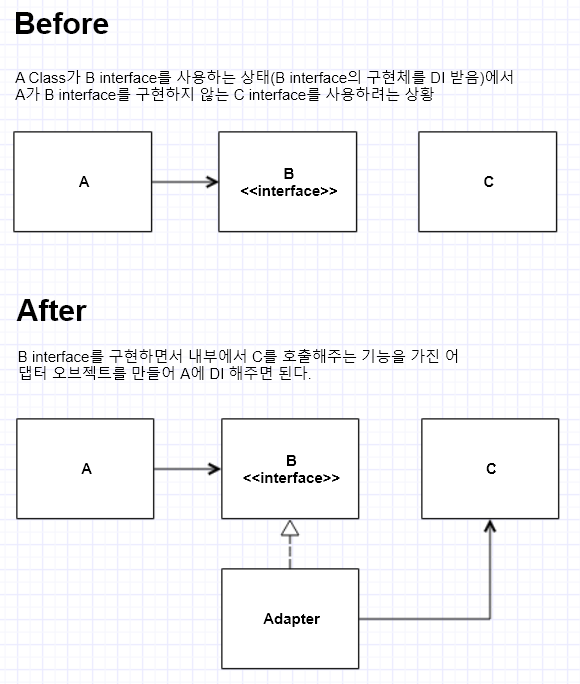 Before
A Class가 B interface를 사용하는 상태(B interface의 구현체를 DI 받음)에서
A가 B interface를 구현하지 않는 C interface를 사용하려는 상황
A
B
<<interface>>
C
After
B interface를 구현하면서 내부에서 C를 호출해주는 기능을 가진 어
댑터 오브젝트를 만들어 A에 DI 해주면 된다.
A
B
<<interface>>
C
Adapter